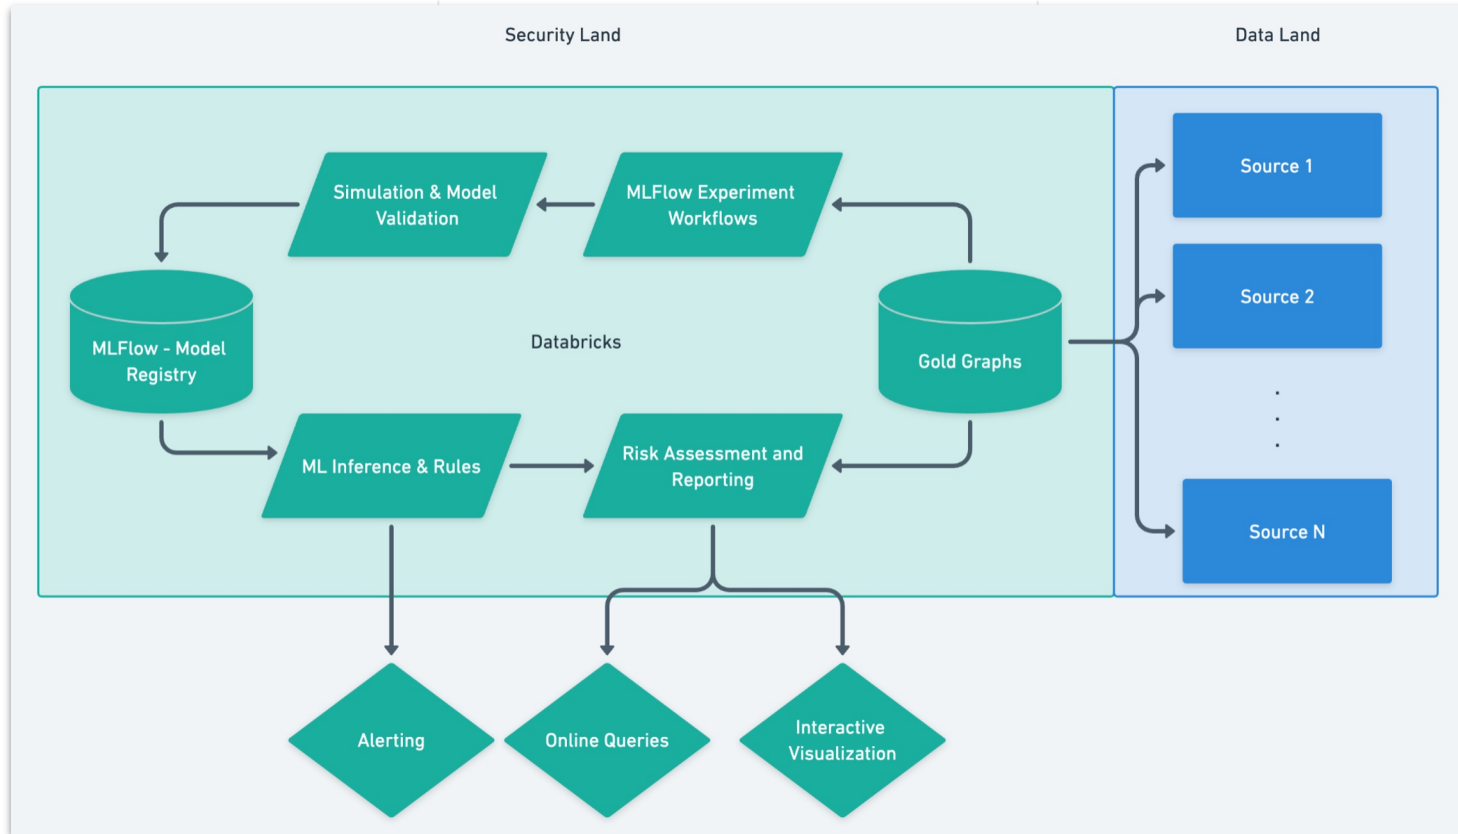 Security Land
Data Land
Source 1
Simulation & Model
Validation
MLFlow Experiment
Workflows
Source 2
MLFlow - Model
Registry
Databricks
Gold Graphs
.
.
.
ML Inference & Rules
Risk Assessment and
Reporting
Source N
Alerting
Online Queries
Interactive
Visualization